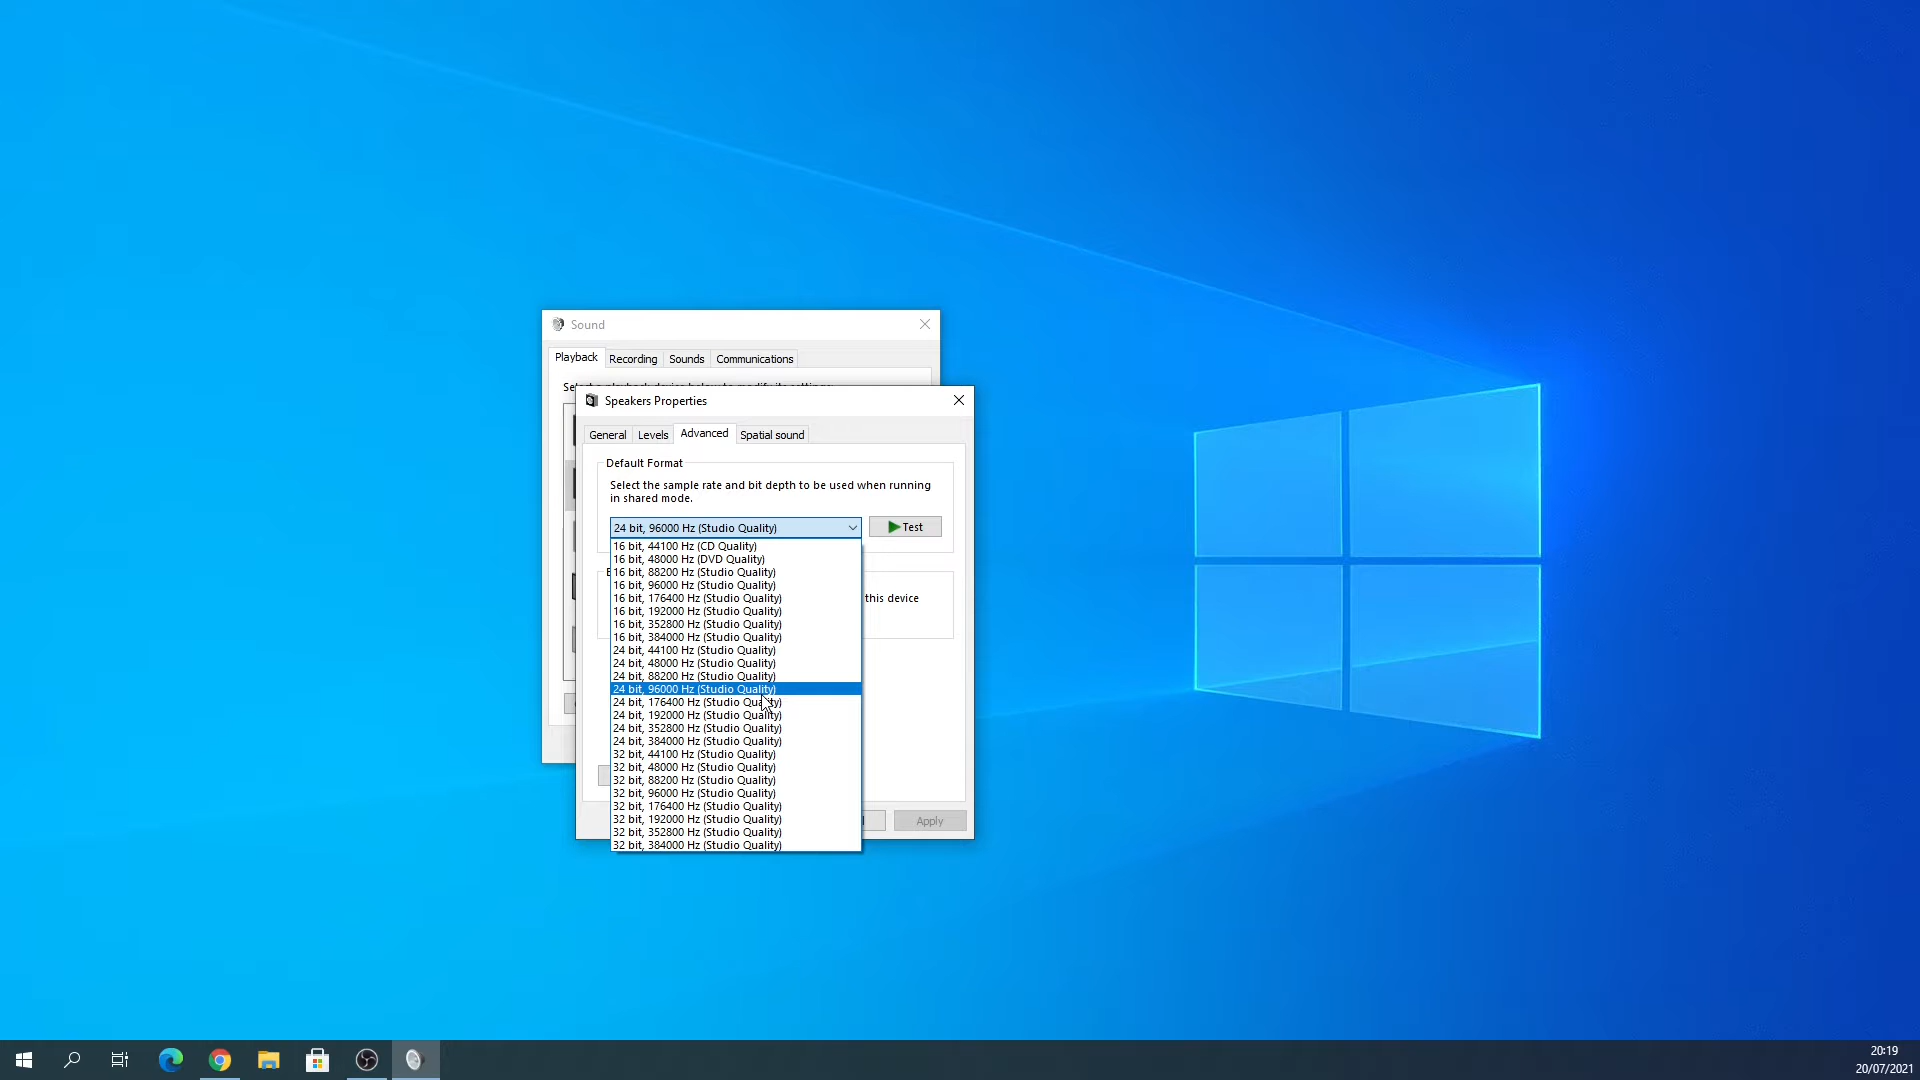 Sound
Playback Recording Sounds Communications
Select a playback device below to modify its settings:
Speakers Properties
General Levels Advanced Spatial sound
Default Format
Select the sample rate and bit depth to be used when running
in shared mode.
24 bit, 96000 Hz (Studio Quality) Test
16 bit, 44100 Hz (CD Quality)
16 bit, 48000 Hz (DVD Quality)
16 bit, 88200 Hz (Studio Quality)
16 bit, 96000 Hz (Studio Quality)
16 bit, 176400 Hz (Studio Quality)
this device
16 bit, 192000 Hz (Studio Quality)
16 bit, 352800 Hz (Studio Quality)
16 bit, 384000 Hz (Studio Quality)
24 bit, 44100 Hz (Studio Quality)
24 bit, 48000 Hz (Studio Quality)
24 bit, 88200 Hz (Studio Quality)
24 bit, 96000 Hz (Studio Quality)
24 bit, 176400 Hz (Studio Quality)
24 bit, 192000 Hz (Studio Quality)
24 bit, 352800 Hz (Studio Quality)
24 bit, 384000 Hz (Studio Quality)
32 bit, 44100 Hz (Studio Quality)
32 bit, 48000 Hz (Studio Quality)
32 bit, 88200 Hz (Studio Quality)
32 bit, 96000 Hz (Studio Quality)
32 bit, 176400 Hz (Studio Quality)
32 bit, 192000 Hz (Studio Quality)
32 bit, 352800 Hz (Studio Quality)
32 bit, 384000 Hz (Studio Quality)
Apply
20:19
20/07/2021